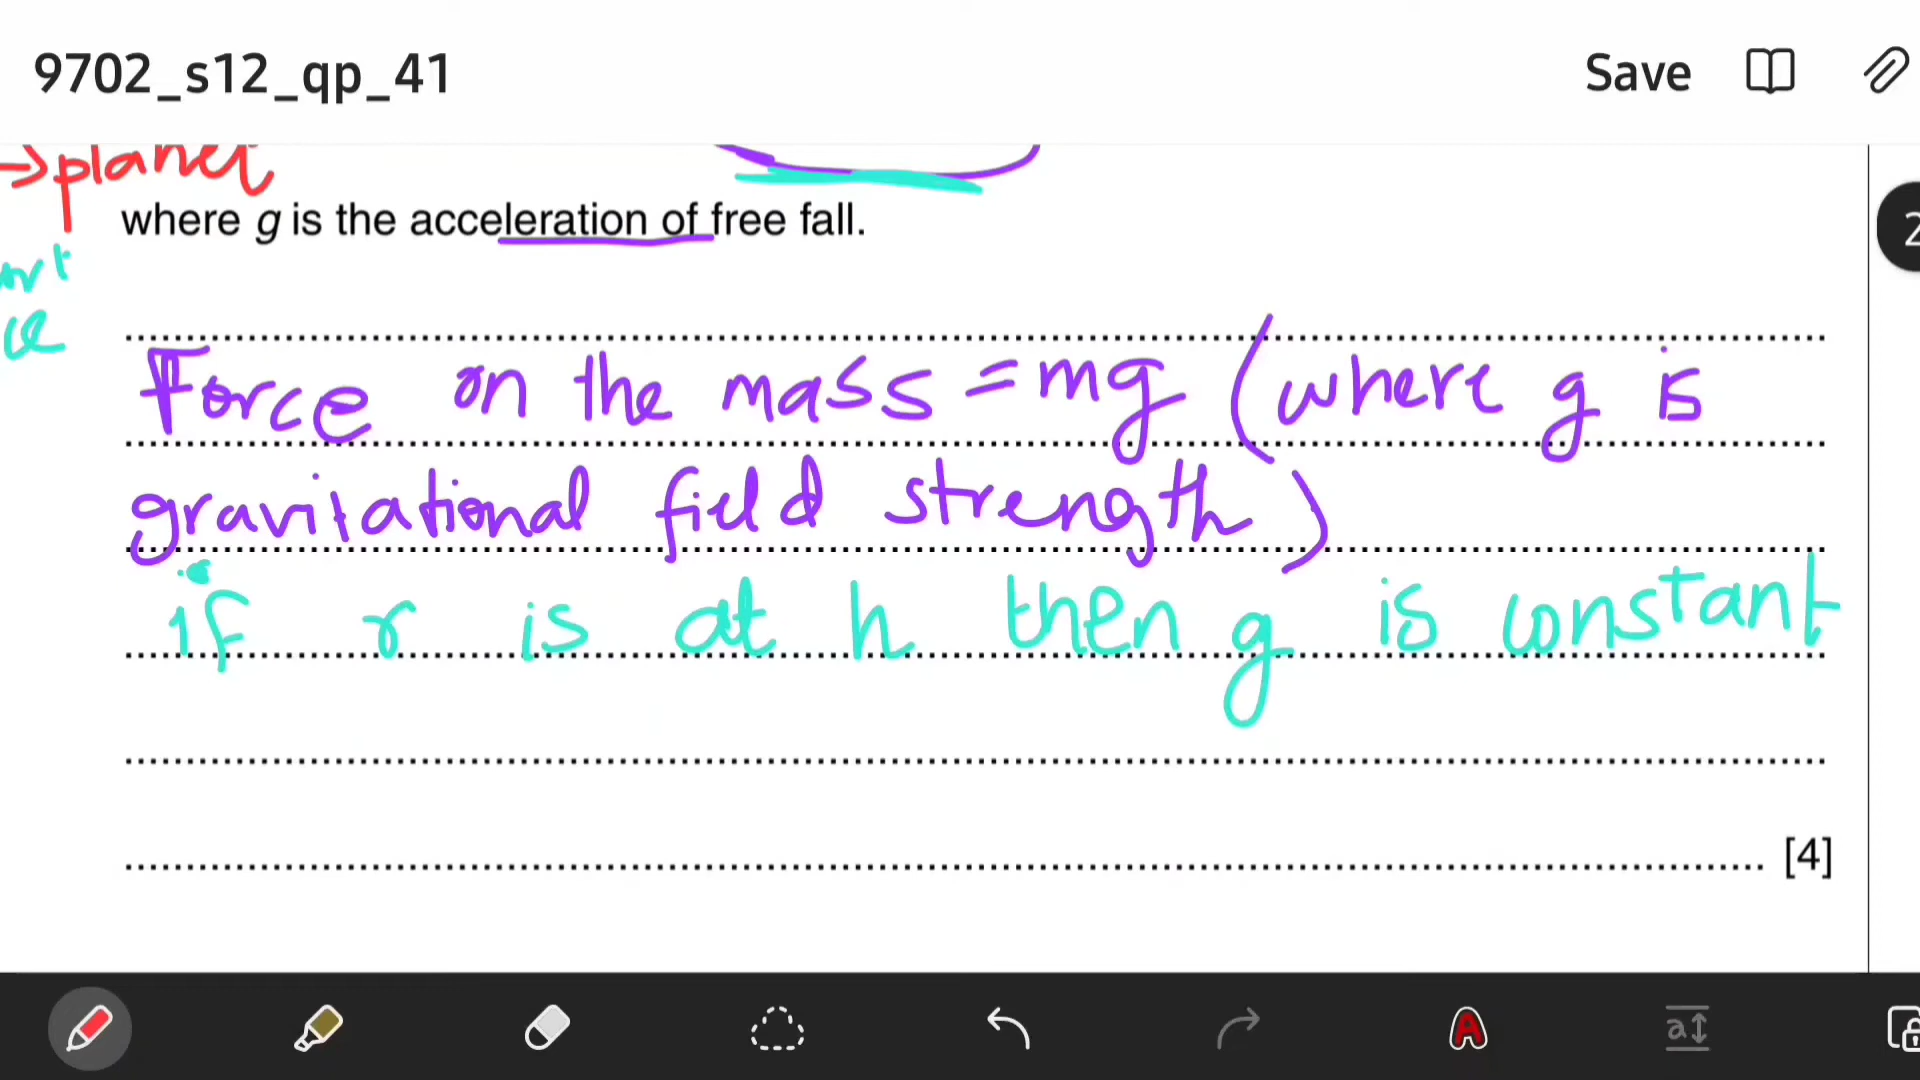 9702_s12_qp_41
Save
→planet
where g is the acceleration of free fall.
Force on the mass = mg (where g is
gravitational field strength)
if r is at h then g is constant
[4]